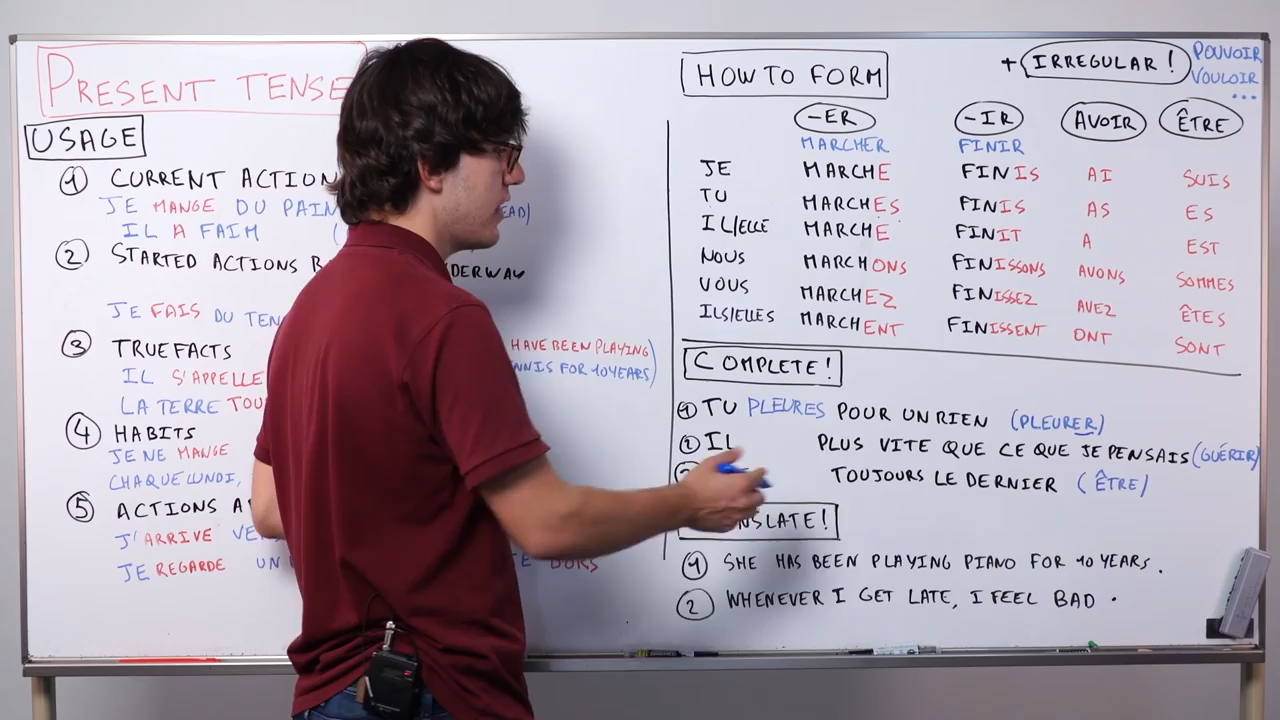 PRESENT TENSE
USAGE
① CURRENT ACTION
JE MANGE DU PAIN EAD)
IL A FAIM (
② STARTED ACTIONS B DERWAY
JE FAIS DU TEN
HAVE BEEN PLAYING
NNIS FOR 10 YEARS)
③ TRUE FACTS
IL S'APPELLE
LA TERRE TOU
④ HABITS
JE NE MANGE
CHAQUE LUNDI,
⑤ ACTIONS A
J'ARRIVE VE
JE REGARDE UN DORS
HOW TO FORM
+ IRREGULAR! POUVOIR
VOULOIR
...
-ER -IR AVOIR ÊTRE
MARCHER FINIR
JE MARCHE FINIS AI SUIS
TU MARCHES FINIS AS ES
IL/ELLE MARCHE FINIT A EST
NOUS MARCHONS FINISSONS AVONS SOMMES
VOUS MARCHEZ FINISSEZ AVEZ ÊTES
ILS/ELLES MARCHENT FINISSENT ONT SONT
COMPLETE!
① TU PLEURES POUR UN RIEN (PLEURER)
② IL PLUS VITE QUE CE QUE JE PENSAIS (GUÉRIR)
TOUJOURS LE DERNIER (ÊTRE)
NSLATE!
① SHE HAS BEEN PLAYING PIANO FOR 10 YEARS.
② WHENEVER I GET LATE, I FEEL BAD.